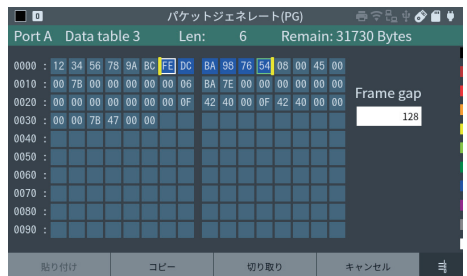 0 パケットジェネレート(PG)
Port A Data table 3 Len: 6 Remain: 31730 Bytes
0000 : 12 34 56 78 9A BC FE DC BA 98 76 54 08 00 45 00
0010 : 00 7B 00 00 00 00 00 06 BA 7E 00 00 00 00 00 00
0020 : 00 00 00 00 00 00 00 0F 42 40 00 0F 42 40 00 00
0030 : 00 00 7B 47 00 00
0040 :
0050 :
0060 :
0070 :
0080 :
0090 :
Frame gap
128
貼り付け コピー 切り取り キャンセル